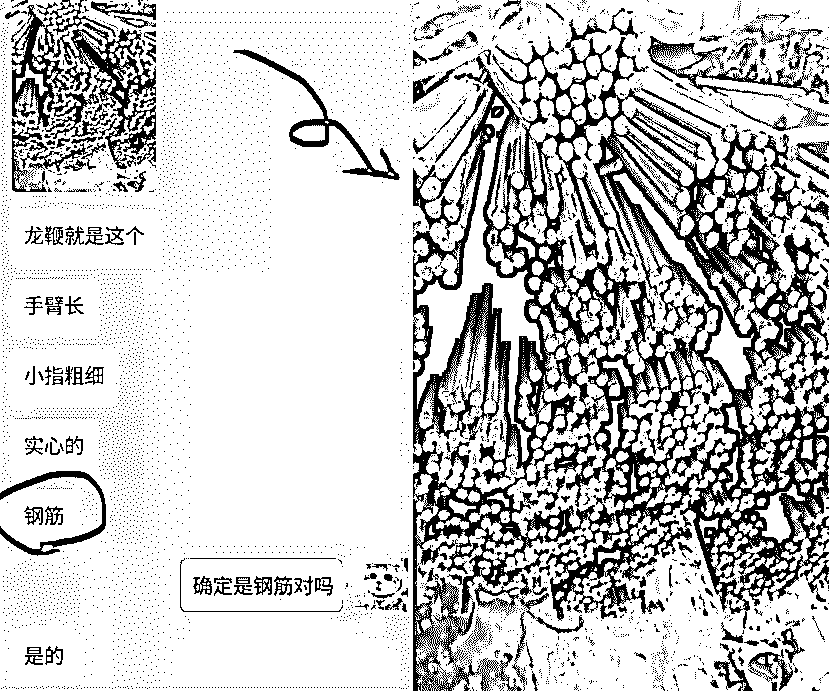 龙鞭就是这个
手臂长
小指粗细
实心的
钢筋
确定是钢筋对吗
是的